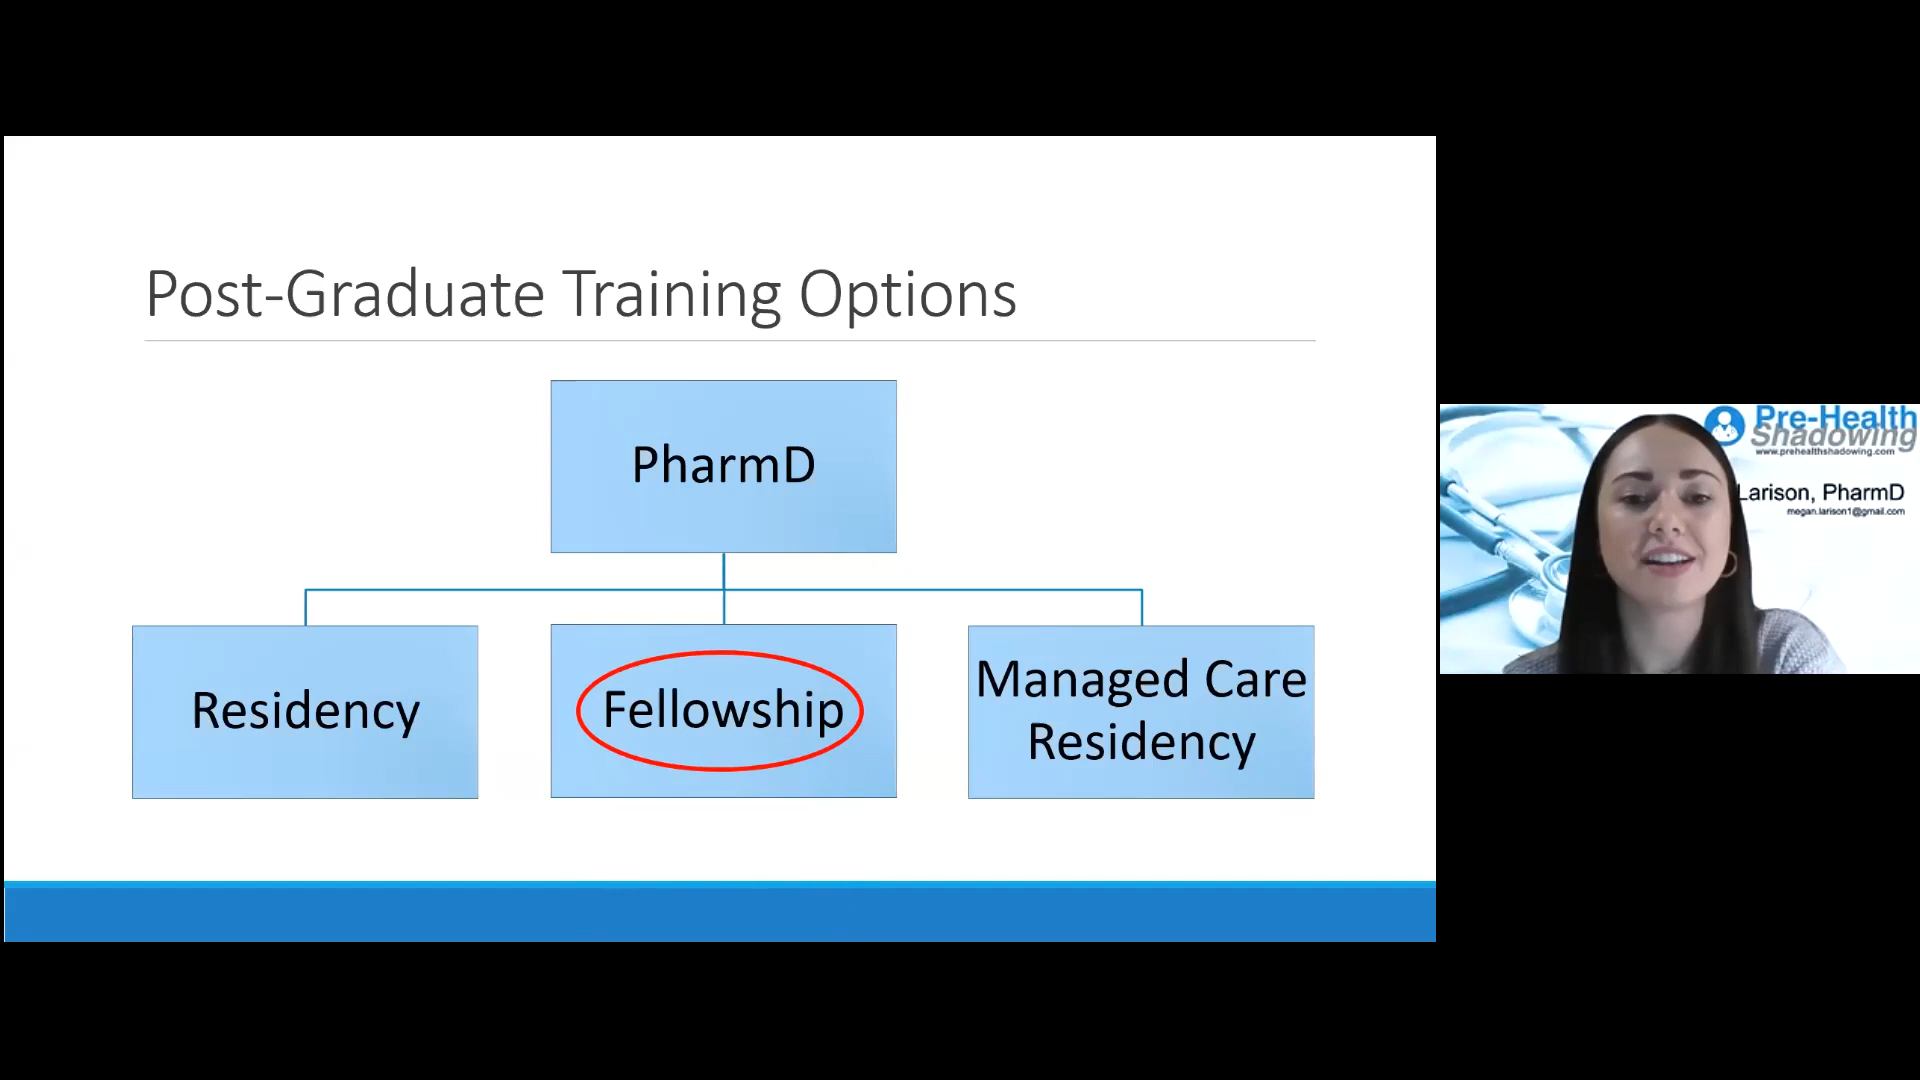 Post-Graduate Training Options
PharmD
Residency
Fellowship
Managed Care
Residency
Pre-Health
Shadowing
www.prehealthshadowing.com
Larison, PharmD
megan.larison1@gmail.com